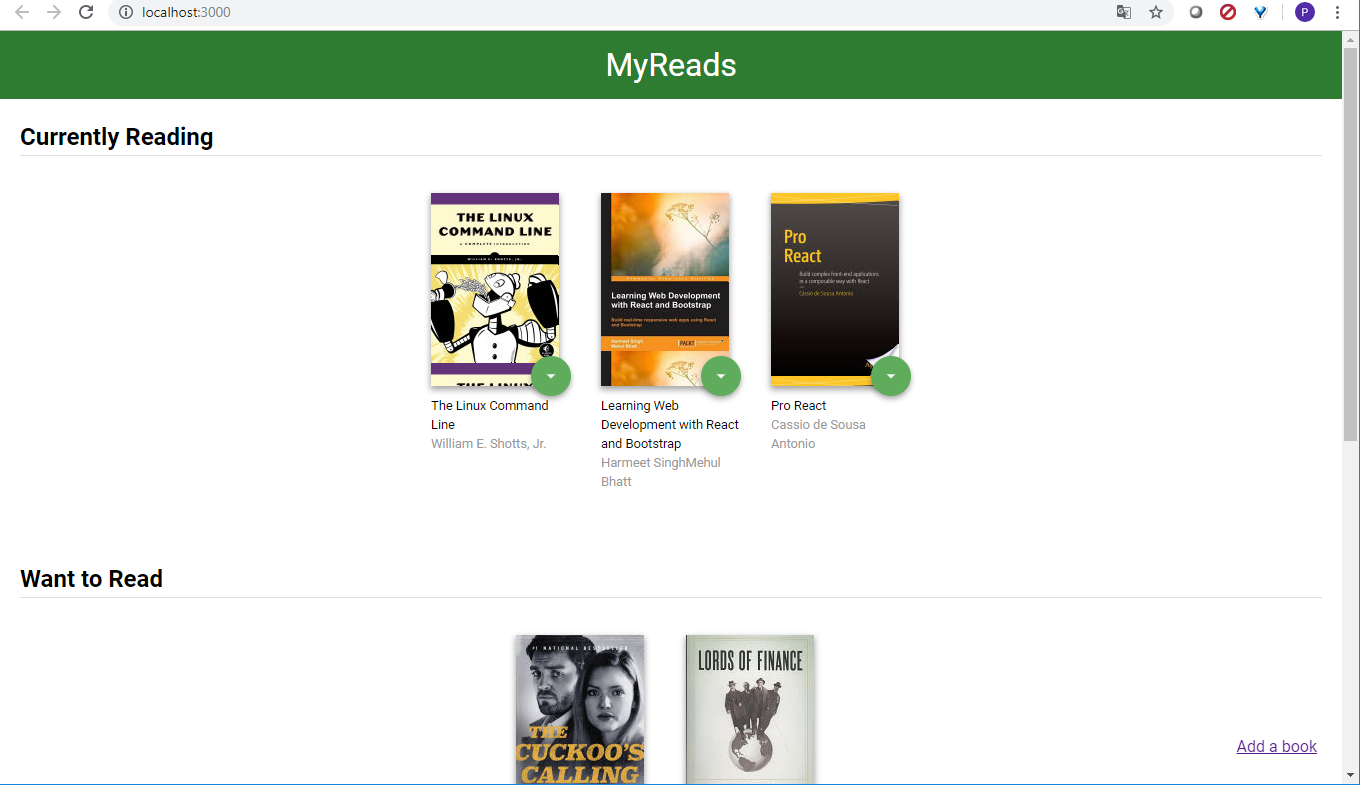 localhost:3000
P
MyReads
Currently Reading
THE LINUX
COMMAND LINE
A COMPLETE INTRODUCTION
WILLIAM E. SHOTTS, JR.
THE LINUX
The Linux Command
Line
William E. Shotts, Jr.
Learning Web Development
with React and Bootstrap
Build real-time responsive web apps using React
and Bootstrap
Harmeet Singh
Mehul Bhatt
PACKT
Learning Web
Development with React
and Bootstrap
Harmeet SinghMehul
Bhatt
Pro
React
Build complex front-end applications
in a composable way with React
Cássio de Sousa Antonio
Pro React
Cassio de Sousa
Antonio
Want to Read
#1 NATIONAL BESTSELLER
THE
CUCKOO'S
CALLING
LORDS OF FINANCE
Add a book